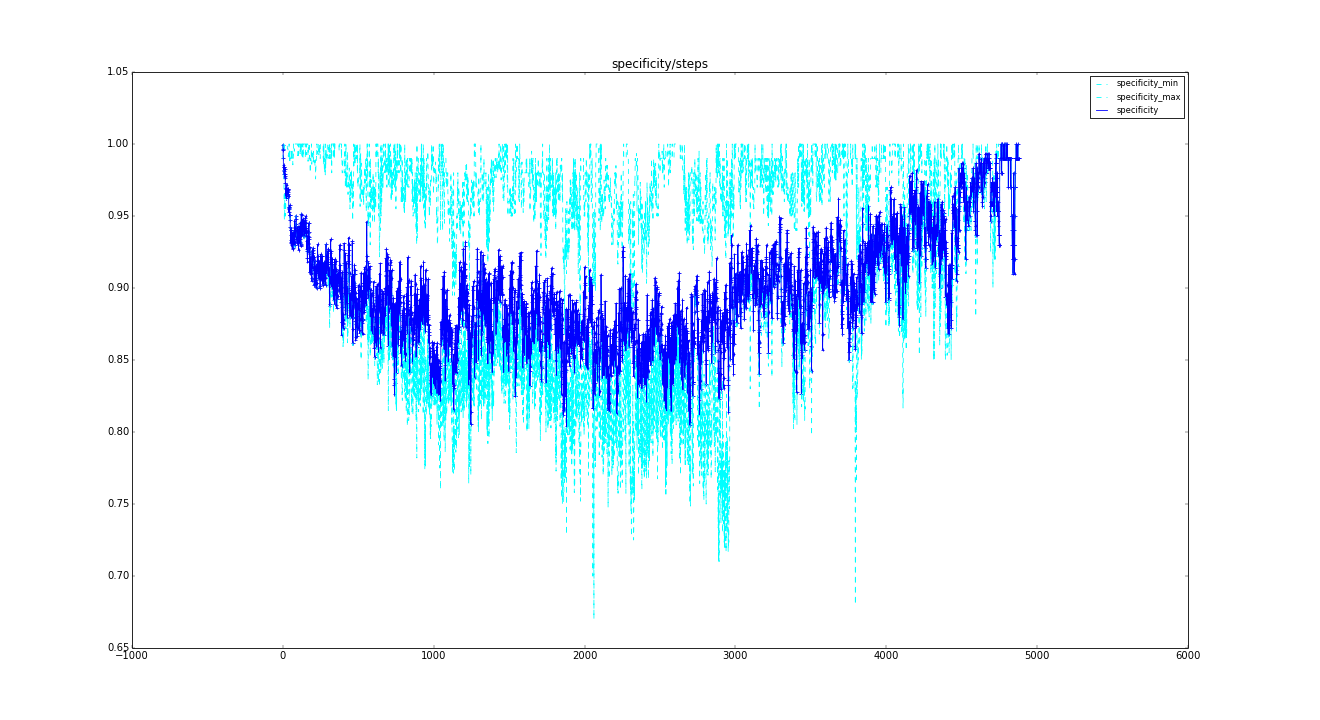 specificity/steps
1.05
specificity_min
specificity_max
specificity
1.00
0.95
0.90
0.85
0.80
0.75
0.70
0.65
−1000 0 1000 2000 3000 4000 5000 6000